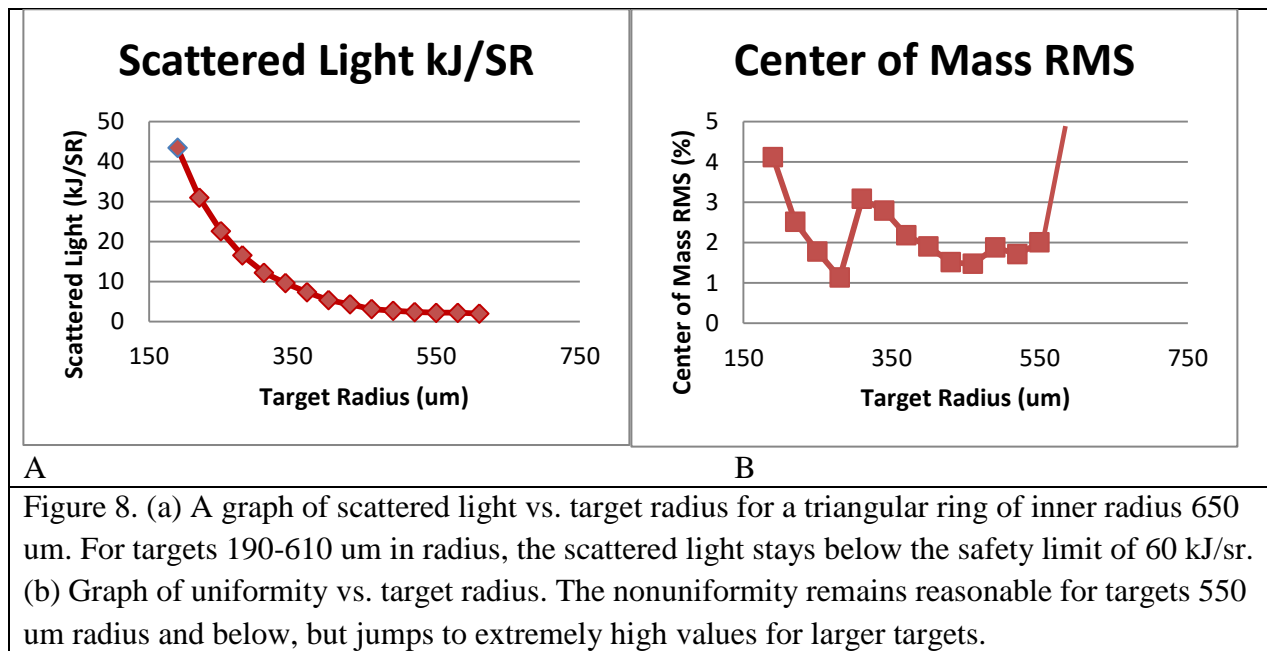 Scattered Light kJ/SR
Scattered Light (kJ/SR)
50
40
30
20
10
0
150
350
550
750
Target Radius (um)
Center of Mass RMS
Center of Mass RMS (%)
5
4
3
2
1
0
150
350
550
750
Target Radius (um)
A
B
Figure 8. (a) A graph of scattered light vs. target radius for a triangular ring of inner radius 650
um. For targets 190-610 um in radius, the scattered light stays below the safety limit of 60 kJ/sr.
(b) Graph of uniformity vs. target radius. The nonuniformity remains reasonable for targets 550
um radius and below, but jumps to extremely high values for larger targets.